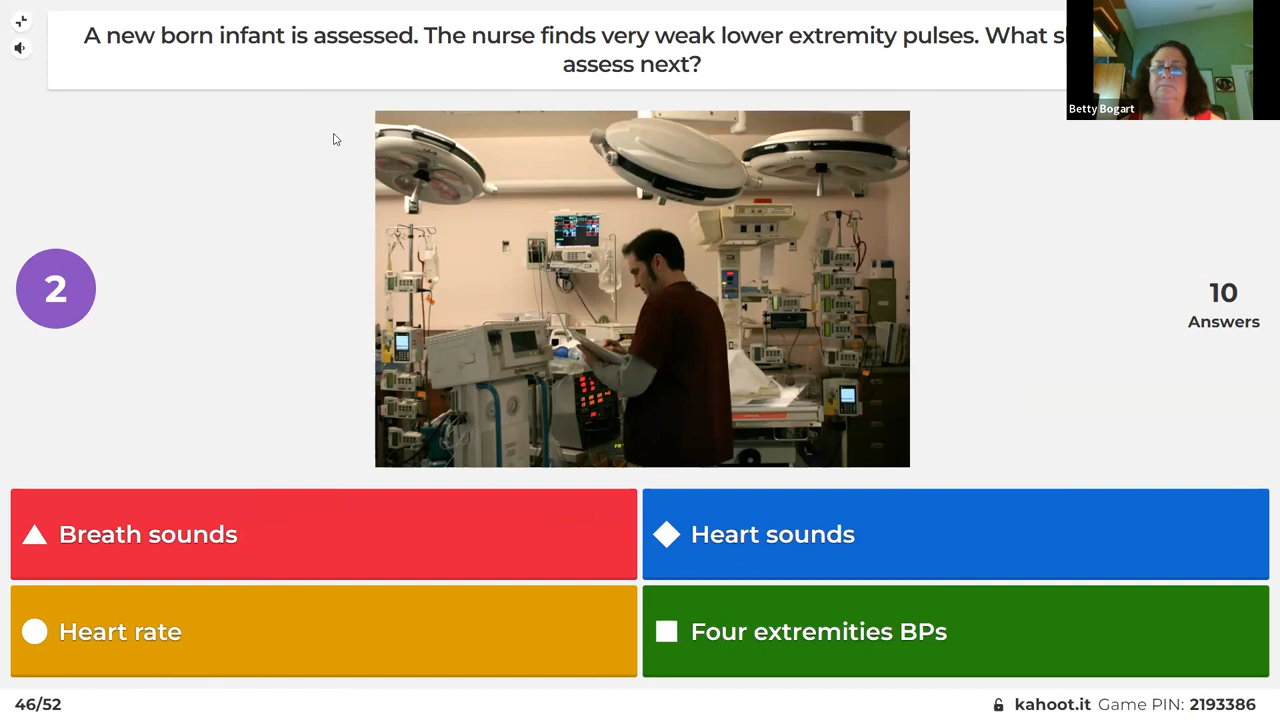 A new born infant is assessed. The nurse finds very weak lower extremity pulses. What
assess next?
Betty Bogart
2
10
Answers
Breath sounds
Heart sounds
Heart rate
Four extremities BPs
46/52
kahoot.it Game PIN: 2193386